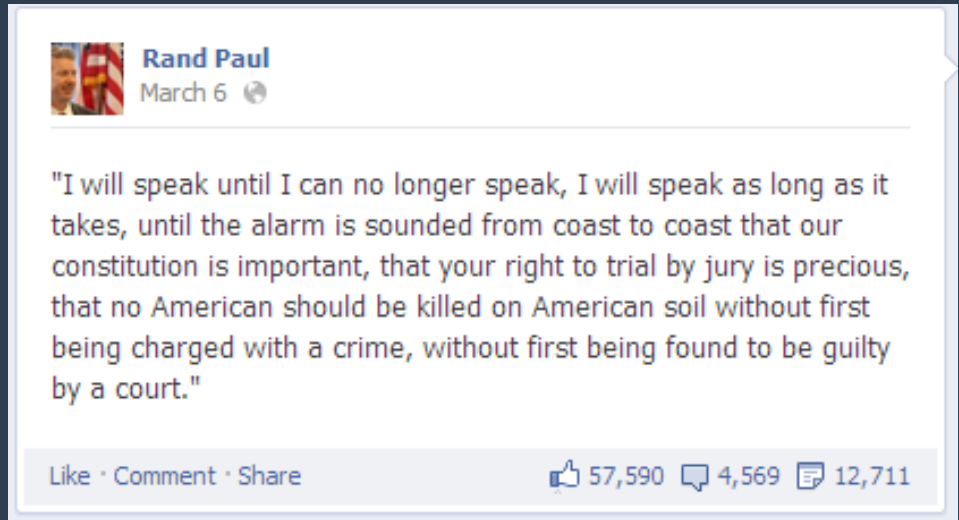 Rand Paul
March 6
"I will speak until I can no longer speak, I will speak as long as it
takes, until the alarm is sounded from coast to coast that our
constitution is important, that your right to trial by jury is precious,
that no American should be killed on American soil without first
being charged with a crime, without first being found to be guilty
by a court."
Like · Comment · Share 57,590 4,569 12,711